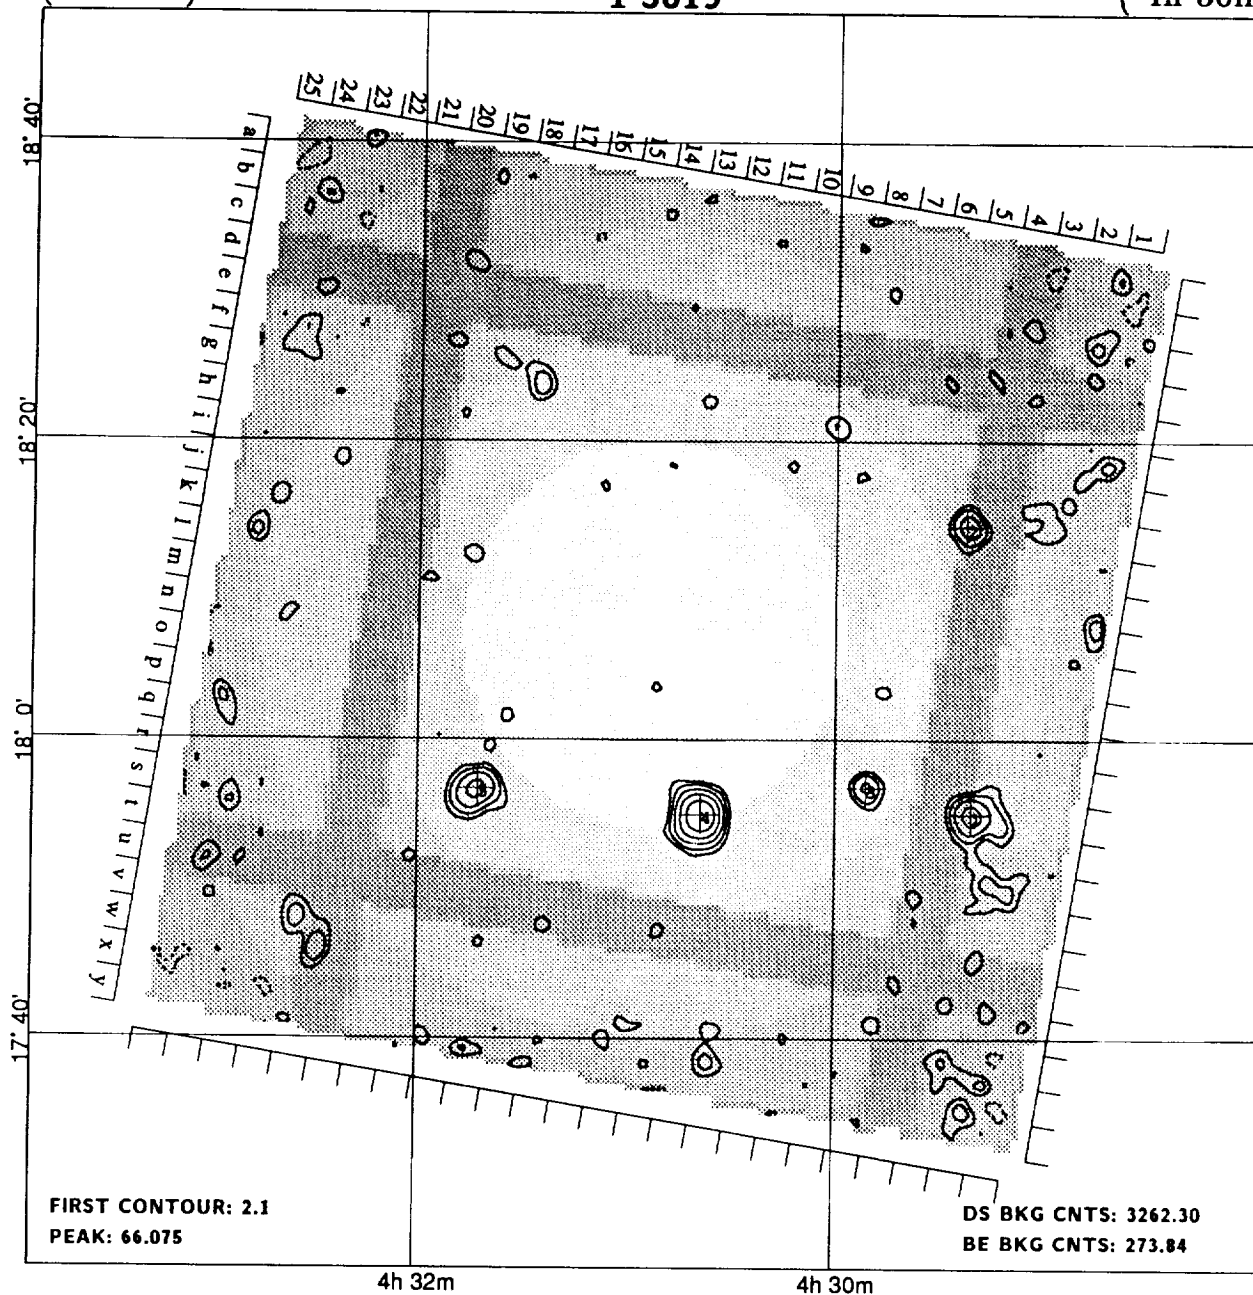 25 24 23 22 21 20 19 18 17 16 15 14 13 12 11 10 9 8 7 6 5 4 3 2 1
18° 40'
a b c d e f g h i j k l m n o p q r s t u v w x y
18° 20'
18° 0'
17° 40'
FIRST CONTOUR: 2.1
PEAK: 66.075
DS BKG CNTS: 3262.30
BE BKG CNTS: 273.84
4h 32m
4h 30m